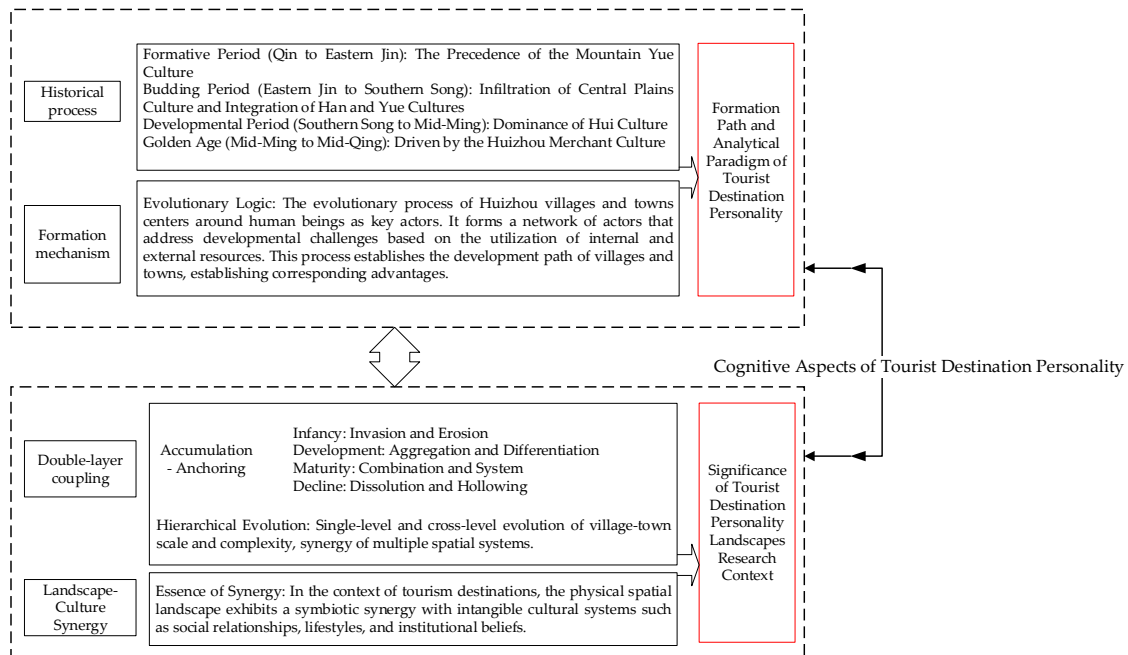 Historical
process
Formative Period (Qin to Eastern Jin): The Precedence of the Mountain Yue
Culture
Budding Period (Eastern Jin to Southern Song): Infiltration of Central Plains
Culture and Integration of Han and Yue Cultures
Developmental Period (Southern Song to Mid-Ming): Dominance of Hui Culture
Golden Age (Mid-Ming to Mid-Qing): Driven by the Huizhou Merchant Culture
Formation
mechanism
Evolutionary Logic: The evolutionary process of Huizhou villages and towns
centers around human beings as key actors. It forms a network of actors that
address developmental challenges based on the utilization of internal and
external resources. This process establishes the development path of villages and
towns, establishing corresponding advantages.
Formation
Path and
Analytical
Paradigm of
Tourist
Destination
Personality
Cognitive Aspects of Tourist Destination Personality
Double-layer
coupling
Accumulation
- Anchoring
Infancy: Invasion and Erosion
Development: Aggregation and Differentiation
Maturity: Combination and System
Decline: Dissolution and Hollowing
Hierarchical Evolution: Single-level and cross-level evolution of village-town
scale and complexity, synergy of multiple spatial systems.
Landscape-
Culture
Synergy
Essence of Synergy: In the context of tourism destinations, the physical spatial
landscape exhibits a symbiotic synergy with intangible cultural systems such
as social relationships, lifestyles, and institutional beliefs.
Significance
of Tourist
Destination
Personality
Landscapes
Research
Context